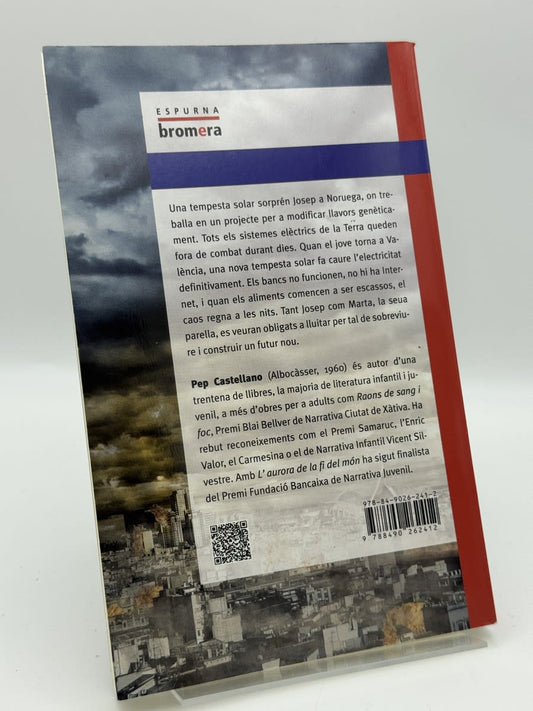 ESPURNA
bromera
Una tempesta solar sorprén Josep a Noruega, on tre-
balla en un projecte per a modificar llavors genètica-
ment. Tots els sistemes elèctrics de la Terra queden
fora de combat durant dies. Quan el jove torna a Va-
lència, una nova tempesta solar fa caure l'electricitat
definitivament. Els bancs no funcionen, no hi ha Inter-
net, i quan els aliments comencen a ser escassos, el
caos regna a les nits. Tant Josep com Marta, la seua
parella, es veuran obligats a lluitar per tal de sobreviu-
re i construir un futur nou.
Pep Castellano (Albocàsser, 1960) és autor d'una
trentena de llibres, la majoria de literatura infantil i ju-
venil, a més d'obres per a adults com Raons de sang i
foc, Premi Blai Bellver de Narrativa Ciutat de Xàtiva. Ha
rebut reconeixements com el Premi Samaruc, l'Enric
Valor, el Carmesina o el de Narrativa Infantil Vicent Sil-
vestre. Amb L'aurora de la fi del món ha sigut finalista
del Premi Fundació Bancaixa de Narrativa Juvenil.
978-84-9026-241-2
9 788490 262412